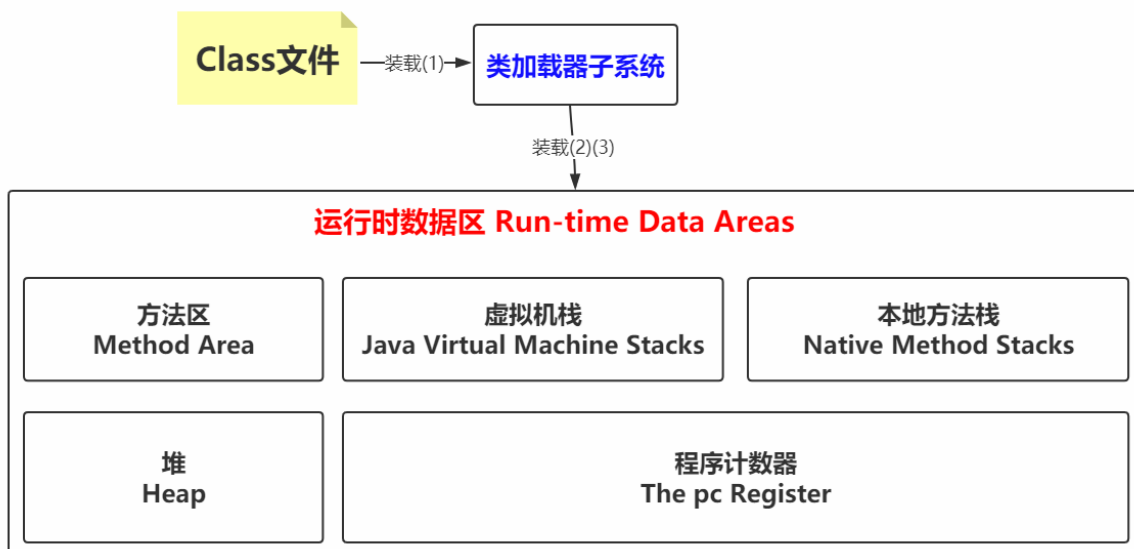 Class文件
装载(1)
类加载器子系统
装载(2)(3)
运行时数据区 Run-time Data Areas
方法区
Method Area
虚拟机栈
Java Virtual Machine Stacks
本地方法栈
Native Method Stacks
堆
Heap
程序计数器
The pc Register